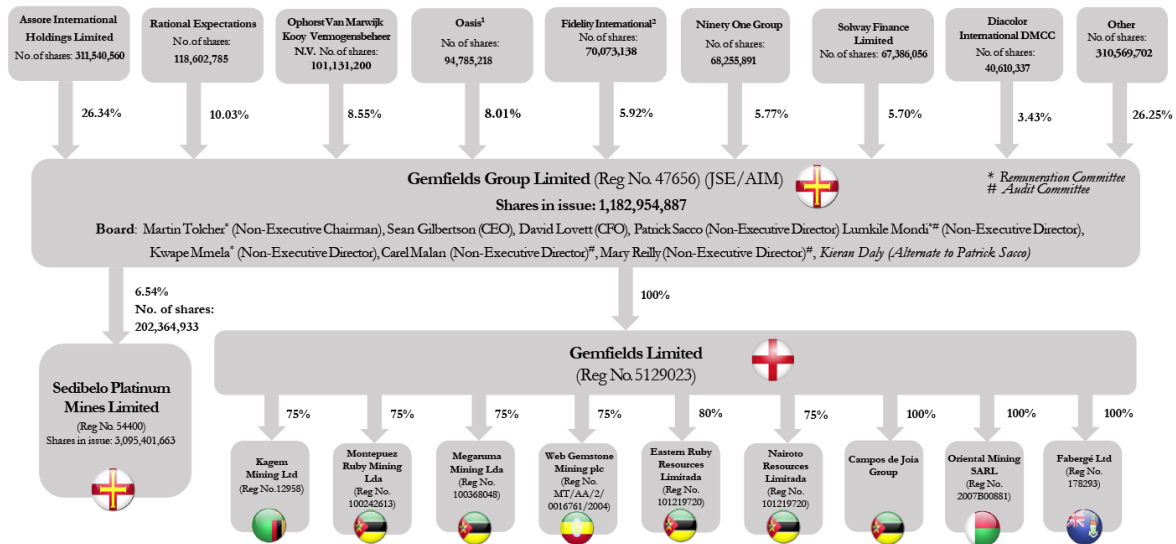 Assore International
Holdings Limited
No. of shares: 311,540,560
Rational Expectations
No. of shares:
118,602,785
Ophorst Van Marwijk
Kooy Vermogensbeheer
N.V. No. of shares:
101,131,200
Oasis¹
No. of shares:
94,785,218
Fidelity International²
No. of shares:
70,073,138
Ninety One Group
No. of shares:
68,255,891
Solway Finance
Limited
No. of shares: 67,386,056
Diacolor
International DMCC
No. of shares:
40,610,337
Other
No. of shares:
310,569,702
26.34%
10.03%
8.55%
8.01%
5.92%
5.77%
5.70%
3.43%
26.25%
Gemfields Group Limited (Reg No. 47656) (JSE/AIM)
* Remuneration Committee
# Audit Committee
Shares in issue: 1,182,954,887
Board: Martin Tolcher* (Non-Executive Chairman), Sean Gilbertson (CEO), David Lovett (CFO), Patrick Sacco (Non-Executive Director) Lumkile Mondi*# (Non-Executive Director),
Kwape Mmela* (Non-Executive Director), Carel Malan (Non-Executive Director)#, Mary Reilly (Non-Executive Director)#, Kieran Daly (Alternate to Patrick Sacco)
6.54%
No. of shares:
202,364,933
100%
Sedibelo Platinum
Mines Limited
(Reg No. 54400)
Shares in issue: 3,095,401,663
Gemfields Limited
(Reg No. 5129023)
75%
75%
75%
75%
80%
75%
100%
100%
100%
Kagem
Mining Ltd
(Reg No.12958)
Montepuez
Ruby Mining
Lda
(Reg No.
100242613)
Megaruma
Mining Lda
(Reg No.
100368048)
Web Gemstone
Mining plc
(Reg No.
MT/AA/2/
0016761/2004)
Eastern Ruby
Resources
Limitada
(Reg No.
101219720)
Nairoto
Resources
Limitada
(Reg No.
101219720)
Campos de Joia
Group
Oriental Mining
SARL
(Reg No.
2007B00881)
Fabergé Ltd
(Reg No.
178293)